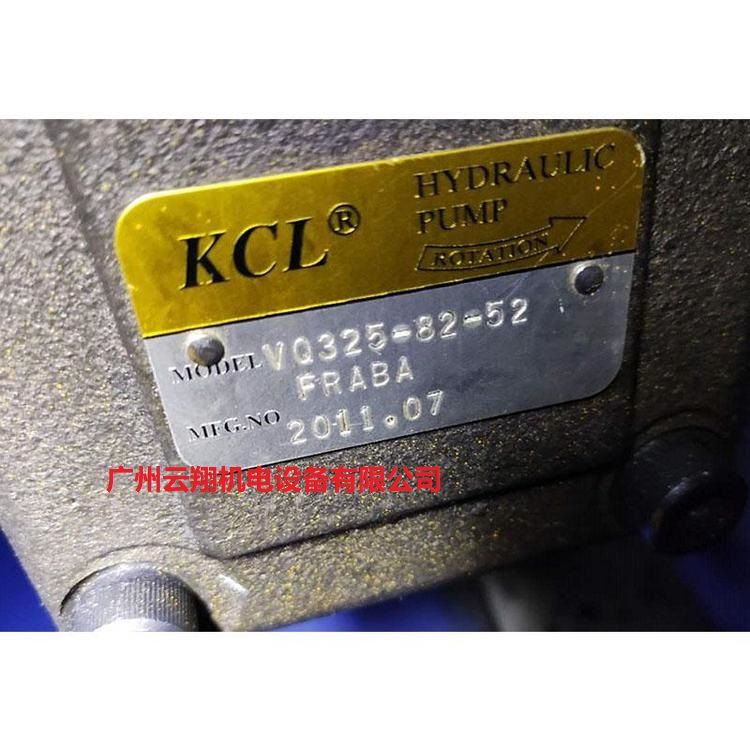 KCL®
HYDRAULIC
PUMP
ROTATION
MODEL VQ325-82-52
FRABA
MFG.NO 2011.07
广州云翔机电设备有限公司